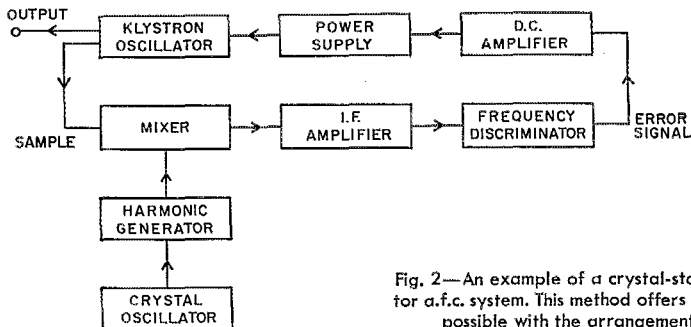 OUTPUT
KLYSTRON
OSCILLATOR
POWER
SUPPLY
D.C.
AMPLIFIER
SAMPLE
MIXER
I.F.
AMPLIFIER
FREQUENCY
DISCRIMINATOR
ERROR
SIGNAL
HARMONIC
GENERATOR
CRYSTAL
OSCILLATOR
Fig. 2—An example of a crystal-
tor a.f.c. system. This method offers
possible with the arrangement